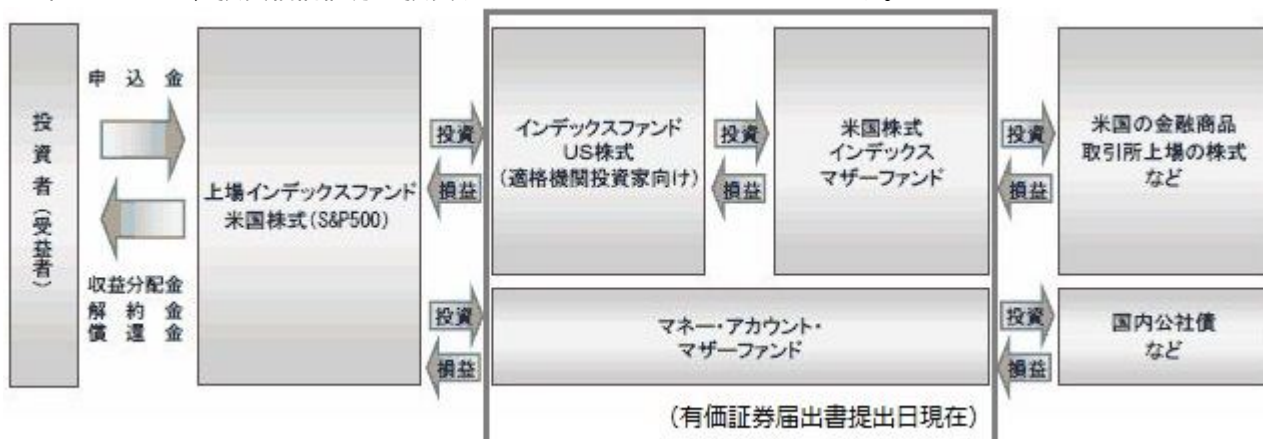 投資者(受益者)
申込金
収益分配金
解約金
償還金
上場インデックスファンド
米国株式(S&P500)
投資
損益
インデックスファンド
US株式
(適格機関投資家向け)
投資
損益
米国株式
インデックス
マザーファンド
投資
損益
米国の金融商品
取引所上場の株式
など
投資
損益
マネー・アカウント・
マザーファンド
投資
損益
国内公社債
など
(有価証券届出書提出日現在)